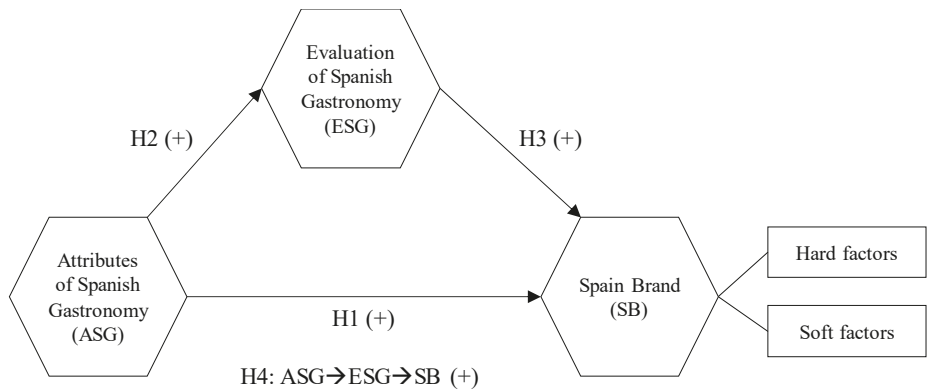 Evaluation
of Spanish
Gastronomy
(ESG)
H2 (+)
H3 (+)
Attributes
of Spanish
Gastronomy
(ASG)
Spain Brand
(SB)
Hard factors
Soft factors
H1 (+)
H4: ASG→ESG→SB (+)